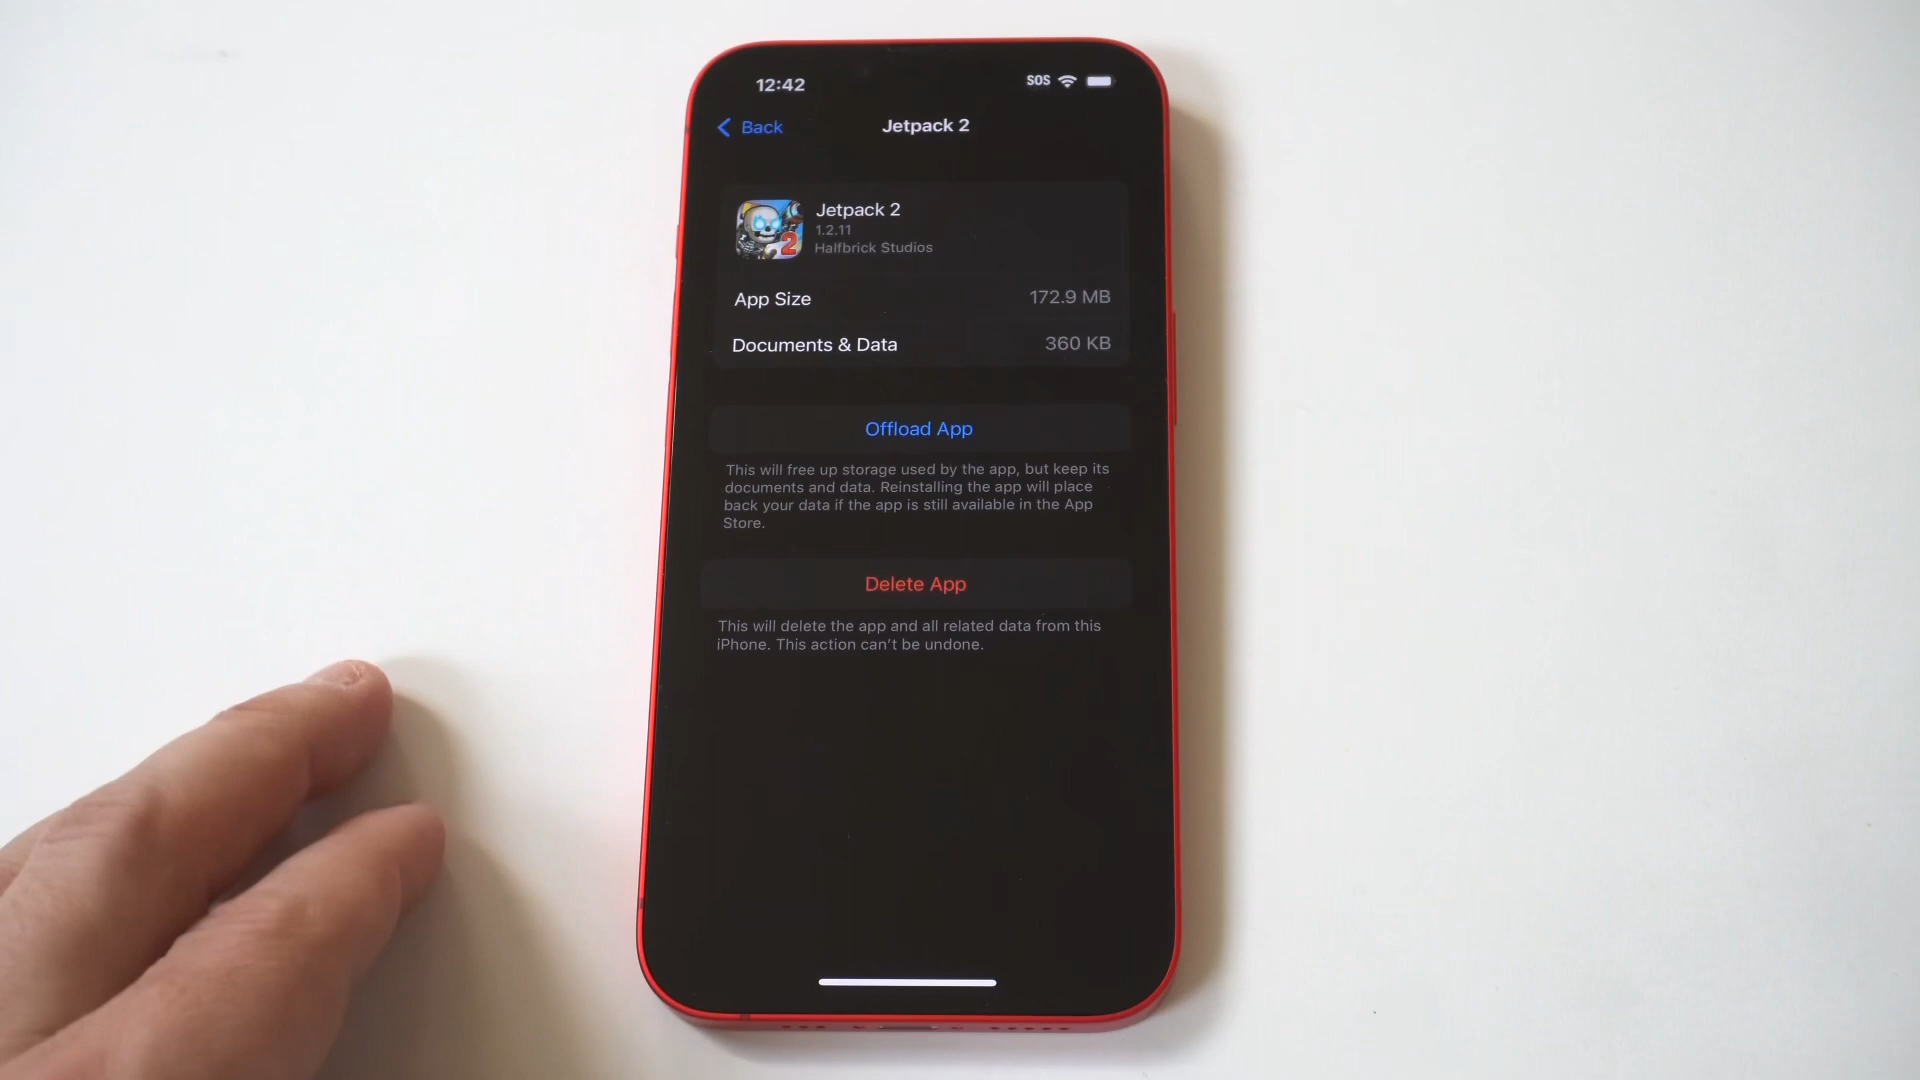 12:42 SOS
Back Jetpack 2
Jetpack 2
1.2.11
Halfbrick Studios
2
App Size 172.9 MB
Documents & Data 360 KB
Offload App
This will free up storage used by the app, but keep its
documents and data. Reinstalling the app will place
back your data if the app is still available in the App
Store.
Delete App
This will delete the app and all related data from this
iPhone. This action can't be undone.